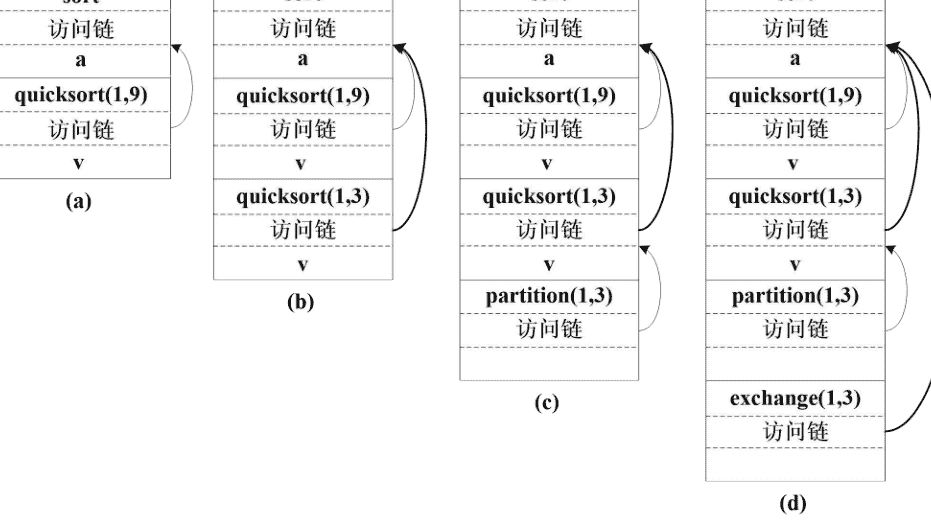 访问链
a
quicksort(1,9)
访问链
v
(a)
访问链
a
quicksort(1,9)
访问链
v
quicksort(1,3)
访问链
v
(b)
访问链
a
quicksort(1,9)
访问链
v
quicksort(1,3)
访问链
v
partition(1,3)
访问链
(c)
访问链
a
quicksort(1,9)
访问链
v
quicksort(1,3)
访问链
v
partition(1,3)
访问链
exchange(1,3)
访问链
(d)